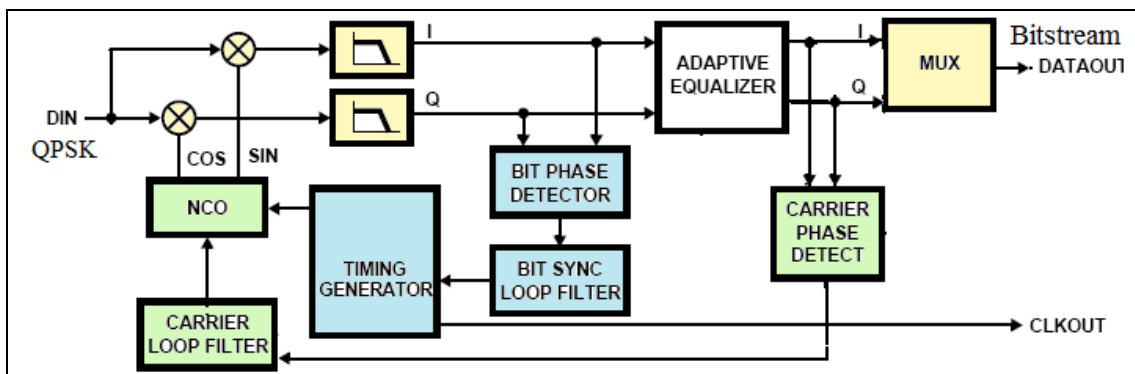 I
Bitstream
I
ADAPTIVE
EQUALIZER
MUX
DATAOUT
Q
Q
DIN
QPSK
COS
SIN
BIT PHASE
DETECTOR
NCO
CARRIER
PHASE
DETECT
TIMING
GENERATOR
BIT SYNC
LOOP FILTER
CARRIER
LOOP FILTER
CLKOUT